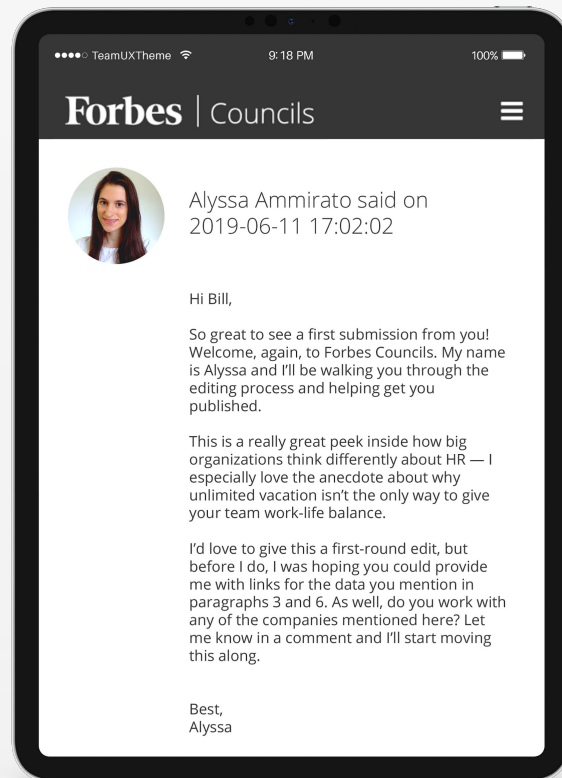 TeamUXTheme
9:18 PM
100%
Forbes | Councils
Alyssa Ammirato said on
2019-06-11 17:02:02
Hi Bill,
So great to see a first submission from you!
Welcome, again, to Forbes Councils. My name
is Alyssa and I’ll be walking you through the
editing process and helping get you
published.
This is a really great peek inside how big
organizations think differently about HR — I
especially love the anecdote about why
unlimited vacation isn’t the only way to give
your team work-life balance.
I’d love to give this a first-round edit, but
before I do, I was hoping you could provide
me with links for the data you mention in
paragraphs 3 and 6. As well, do you work with
any of the companies mentioned here? Let
me know in a comment and I’ll start moving
this along.
Best,
Alyssa